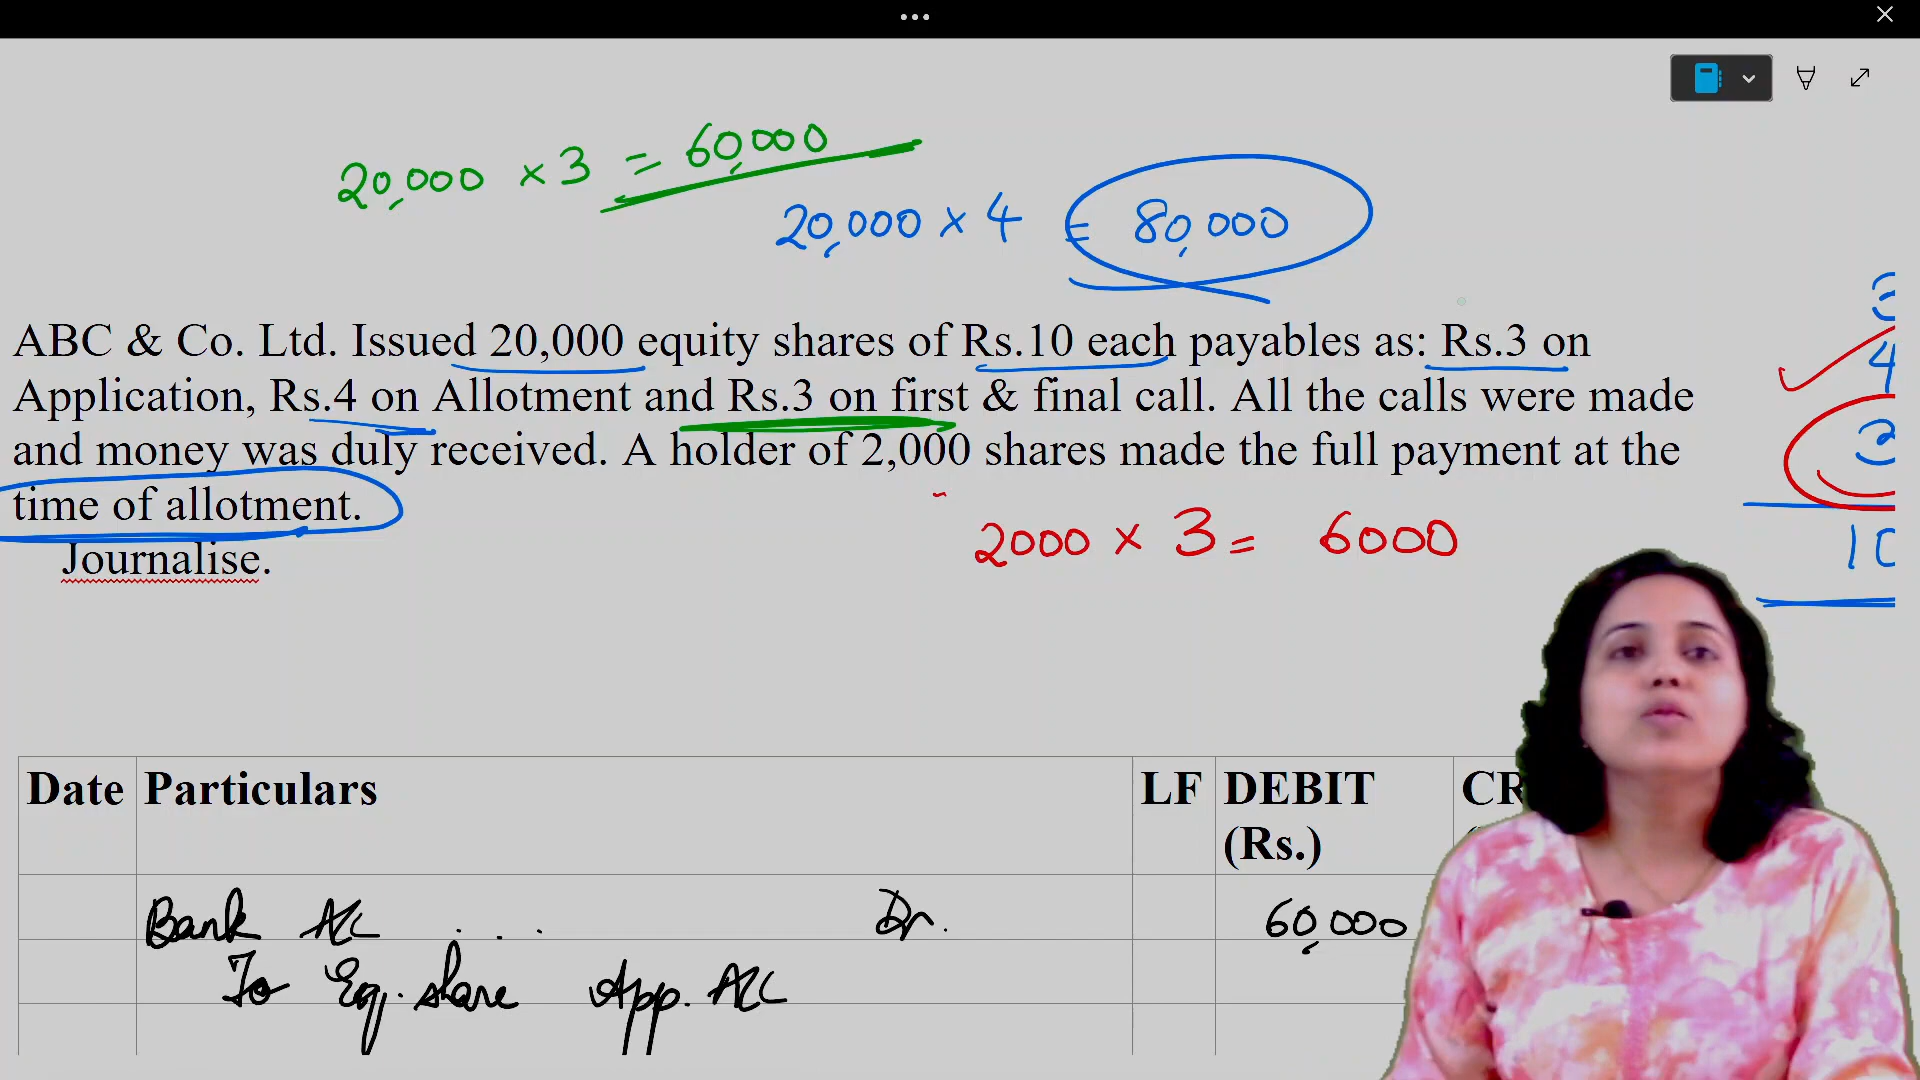 20,000 × 3 = 60,000
20,000 × 4 = 80,000
ABC & Co. Ltd. Issued 20,000 equity shares of Rs.10 each payables as: Rs.3 on
Application, Rs.4 on Allotment and Rs.3 on first & final call. All the calls were made
and money was duly received. A holder of 2,000 shares made the full payment at the
time of allotment.
2000 × 3 = 6000
Journalise.
3
4
3
10
Date Particulars LF DEBIT
(Rs.)
Bank A/C .... Dr. 60,000
To Eq. share App. A/C